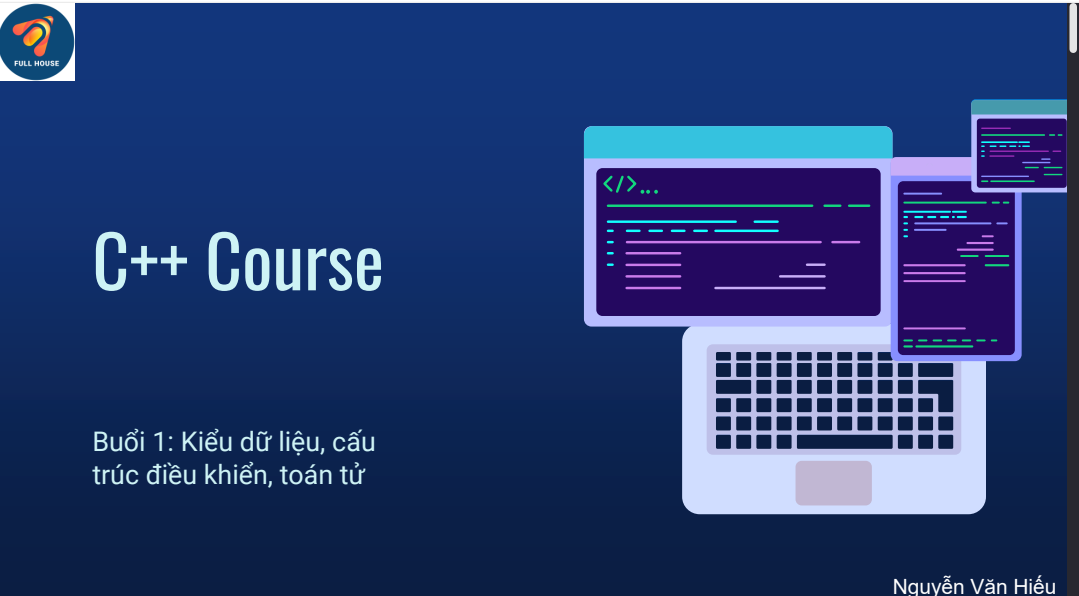 FULL HOUSE
</>...
C++ Course
Buổi 1: Kiểu dữ liệu, cấu
trúc điều khiển, toán tử
Nguyễn Văn Hiếu